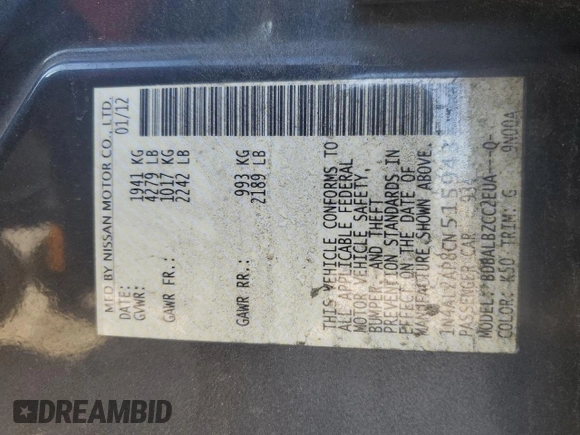 MFD BY NISSAN MOTOR CO., LTD.
DATE: 01/12
GVWR: 1941 KG
4279 LB
GAWR FR: 1017 KG
2242 LB
GAWR RR: 993 KG
2189 LB
THIS VEHICLE CONFORMS TO
ALL APPLICABLE FEDERAL
MOTOR VEHICLE SAFETY,
BUMPER, AND THEFT
PREVENTION STANDARDS IN
EFFECT ON THE DATE OF
MANUFACTURE SHOWN ABOVE.
PASSENGER CAR
MODEL:
COLOR: K50 TRIM: G
DREAMBID